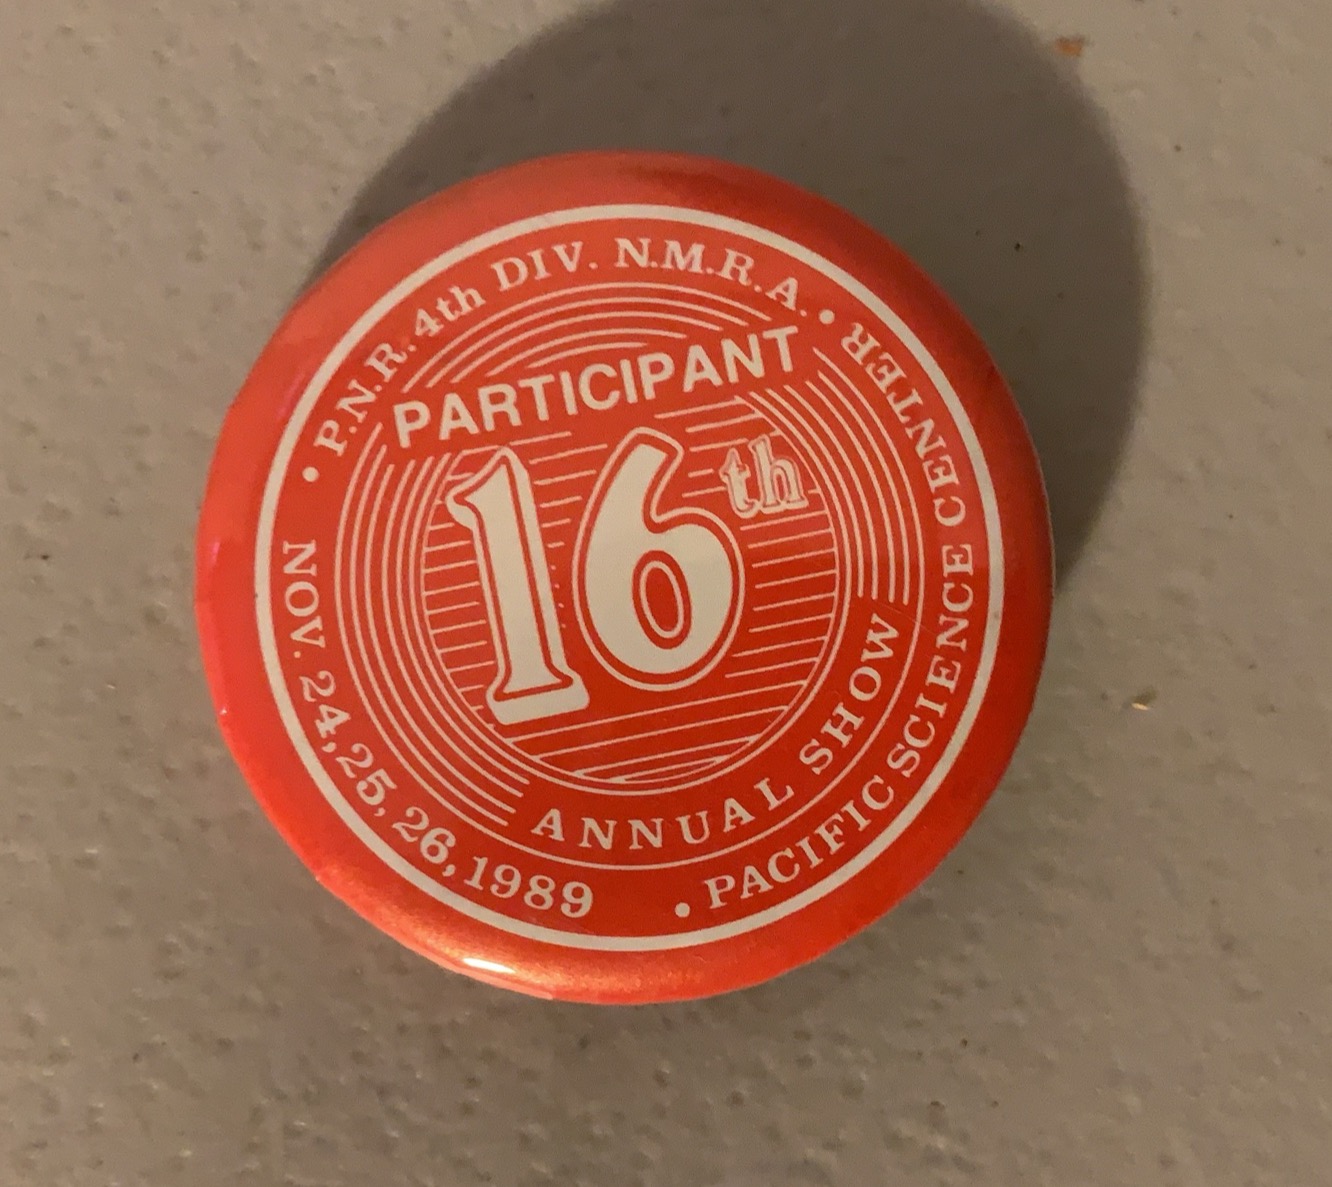 • P.N.R. 4th DIV. N.M.R.A. •
PARTICIPANT
16th
ANNUAL SHOW
NOV. 24,25,26,1989
• PACIFIC SCIENCE CENTER